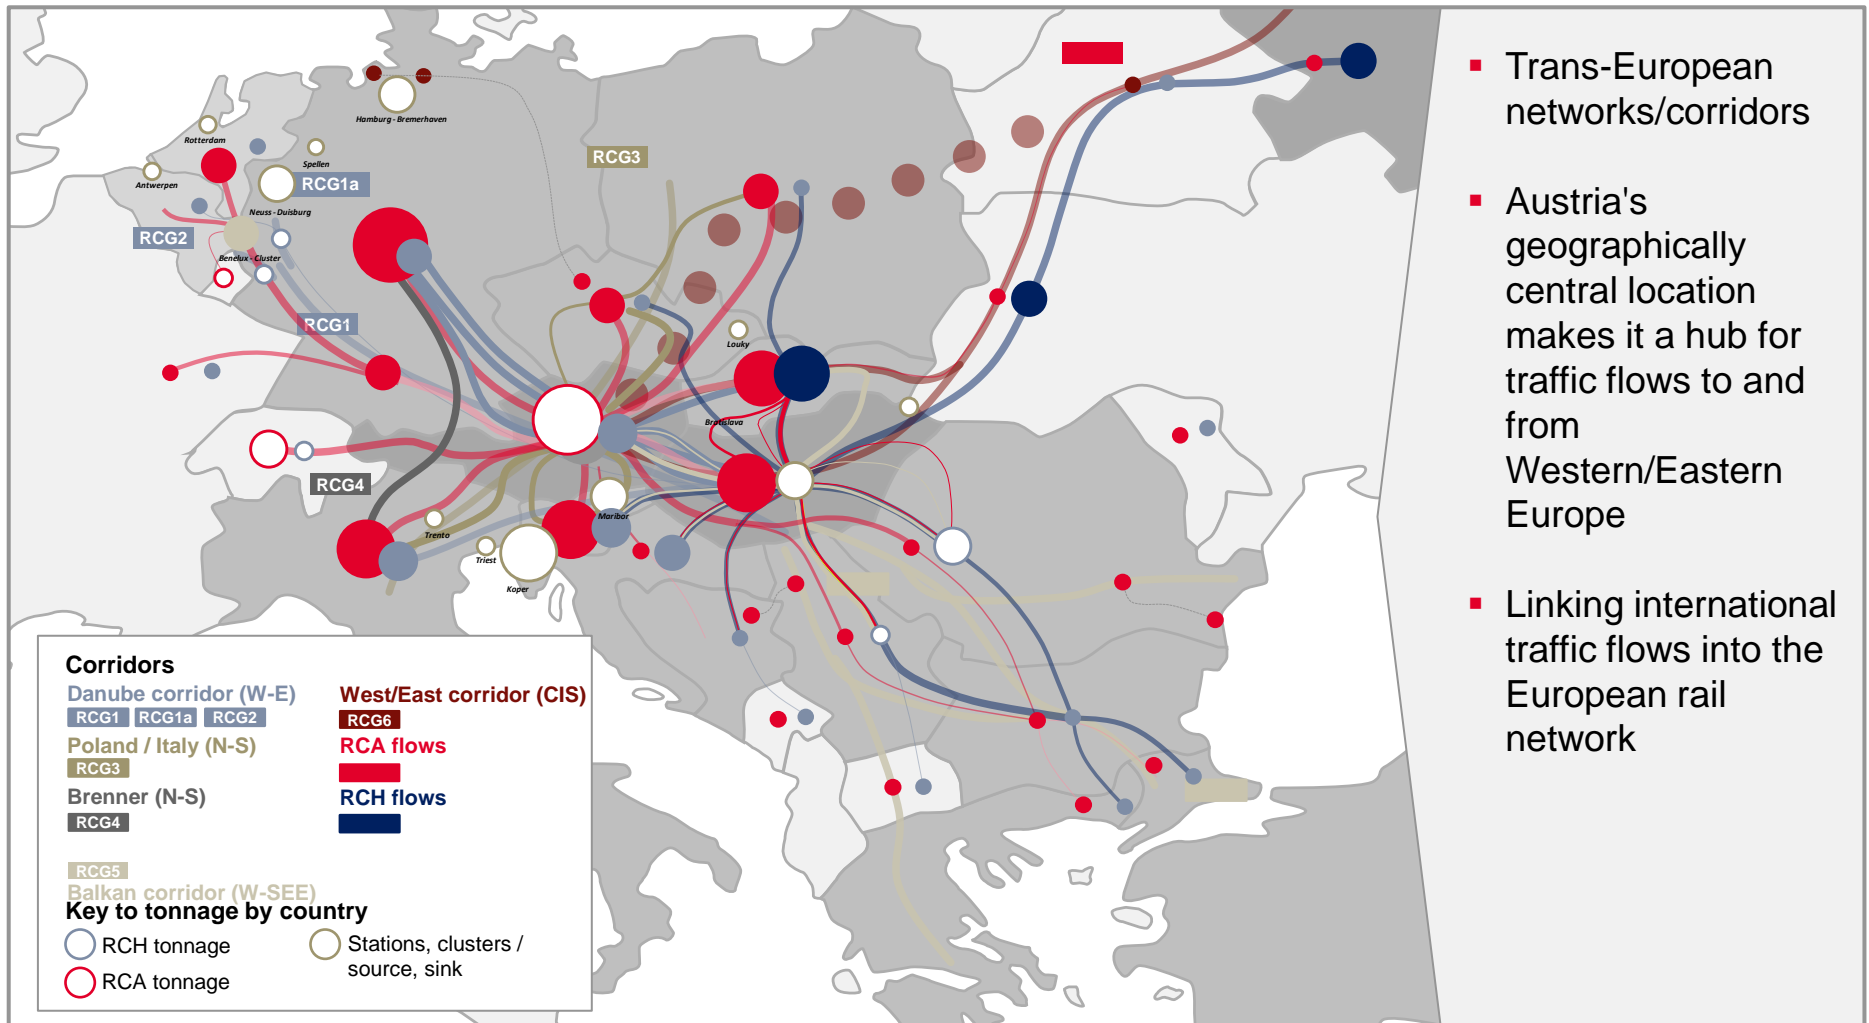 Hamburg - Bremerhaven
Rotterdam
Spellen
Antwerpen
RCG3
RCG1a
Neuss - Duisburg
RCG2
Benelux - Cluster
RCG1
Louky
Bratislava
RCG4
Maribor
Trento
Triest
Koper
Corridors
Danube corridor (W-E)
RCG1 RCG1a RCG2
Poland / Italy (N-S)
RCG3
Brenner (N-S)
RCG4
RCG5
Balkan corridor (W-SEE)
West/East corridor (CIS)
RCG6
RCA flows
RCH flows
Key to tonnage by country
RCH tonnage
RCA tonnage
Stations, clusters /
source, sink
▪ Trans-European
networks/corridors
▪ Austria's
geographically
central location
makes it a hub for
traffic flows to and
from
Western/Eastern
Europe
▪ Linking international
traffic flows into the
European rail
network